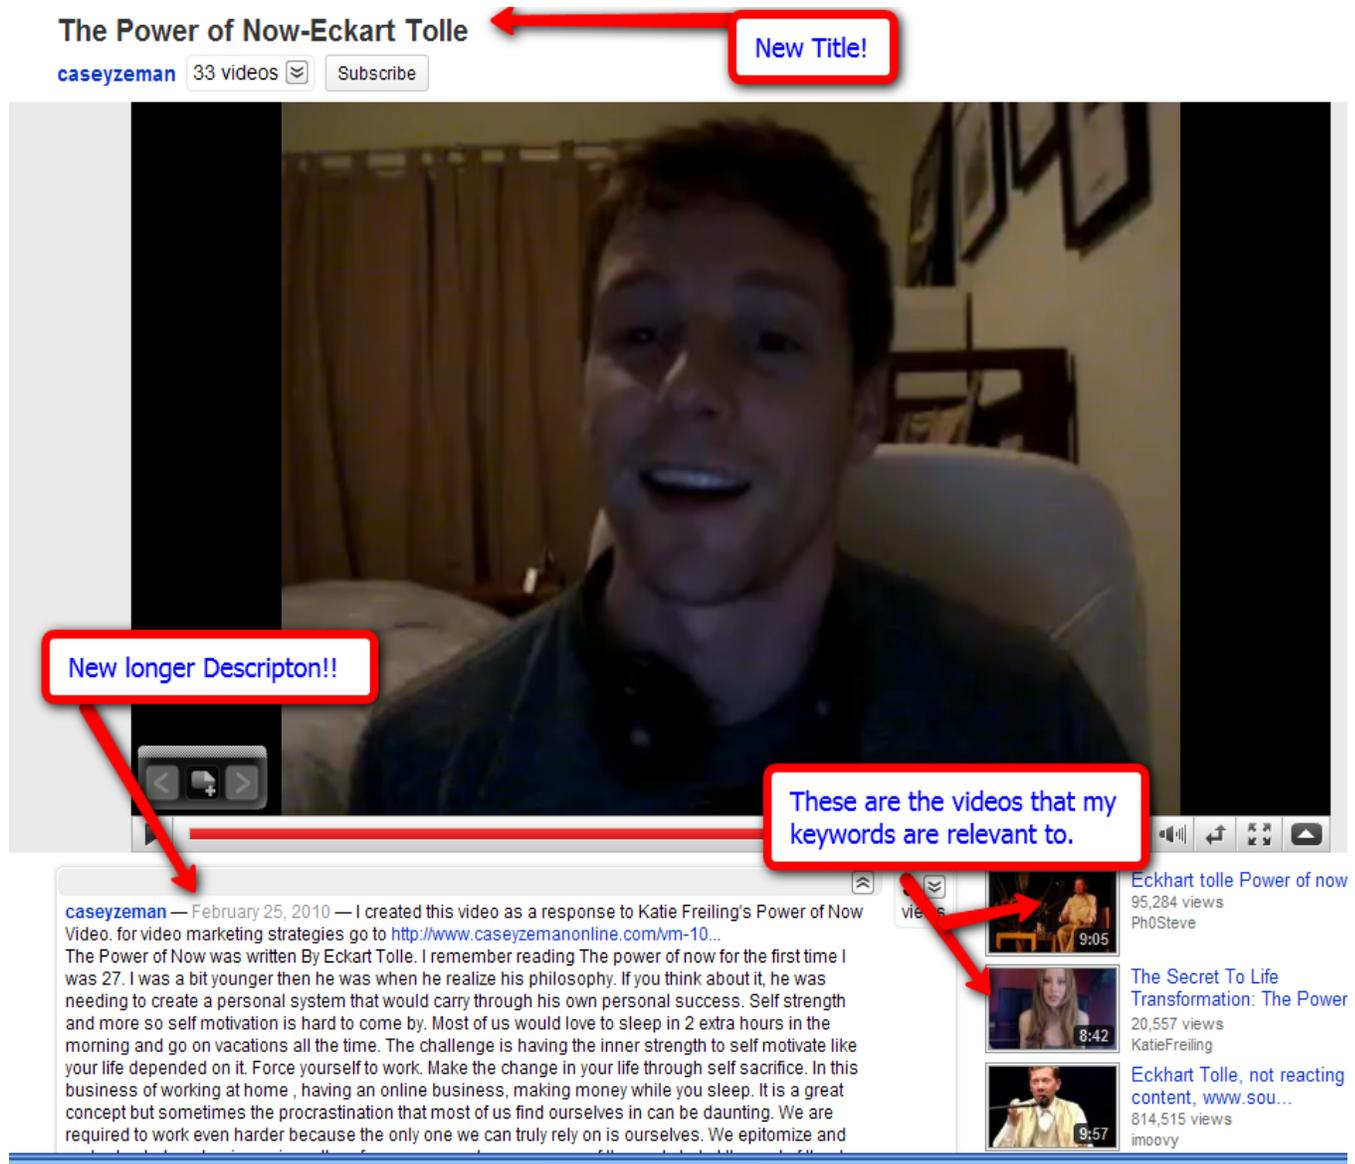 The Power of Now-Eckart Tolle
New Title!
caseyzeman 33 videos Subscribe
New longer Descripton!!
These are the videos that my
keywords are relevant to.
caseyzeman — February 25, 2010 — I created this video as a response to Katie Freiling's Power of Now
Video. for video marketing strategies go to http://www.caseyzemanonline.com/vm-10...
The Power of Now was written By Eckart Tolle. I remember reading The power of now for the first time I
was 27. I was a bit younger then he was when he realize his philosophy. If you think about it, he was
needing to create a personal system that would carry through his own personal success. Self strength
and more so self motivation is hard to come by. Most of us would love to sleep in 2 extra hours in the
morning and go on vacations all the time. The challenge is having the inner strength to self motivate like
your life depended on it. Force yourself to work. Make the change in your life through self sacrifice. In this
business of working at home , having an online business, making money while you sleep. It is a great
concept but sometimes the procrastination that most of us find ourselves in can be daunting. We are
required to work even harder because the only one we can truly rely on is ourselves. We epitomize and
views
Eckhart tolle Power of now
95,284 views
Ph0Steve
9:05
The Secret To Life
Transformation: The Power
20,557 views
KatieFreiling
8:42
Eckhart Tolle, not reacting
content, www.sou...
814,515 views
imoovy
9:57